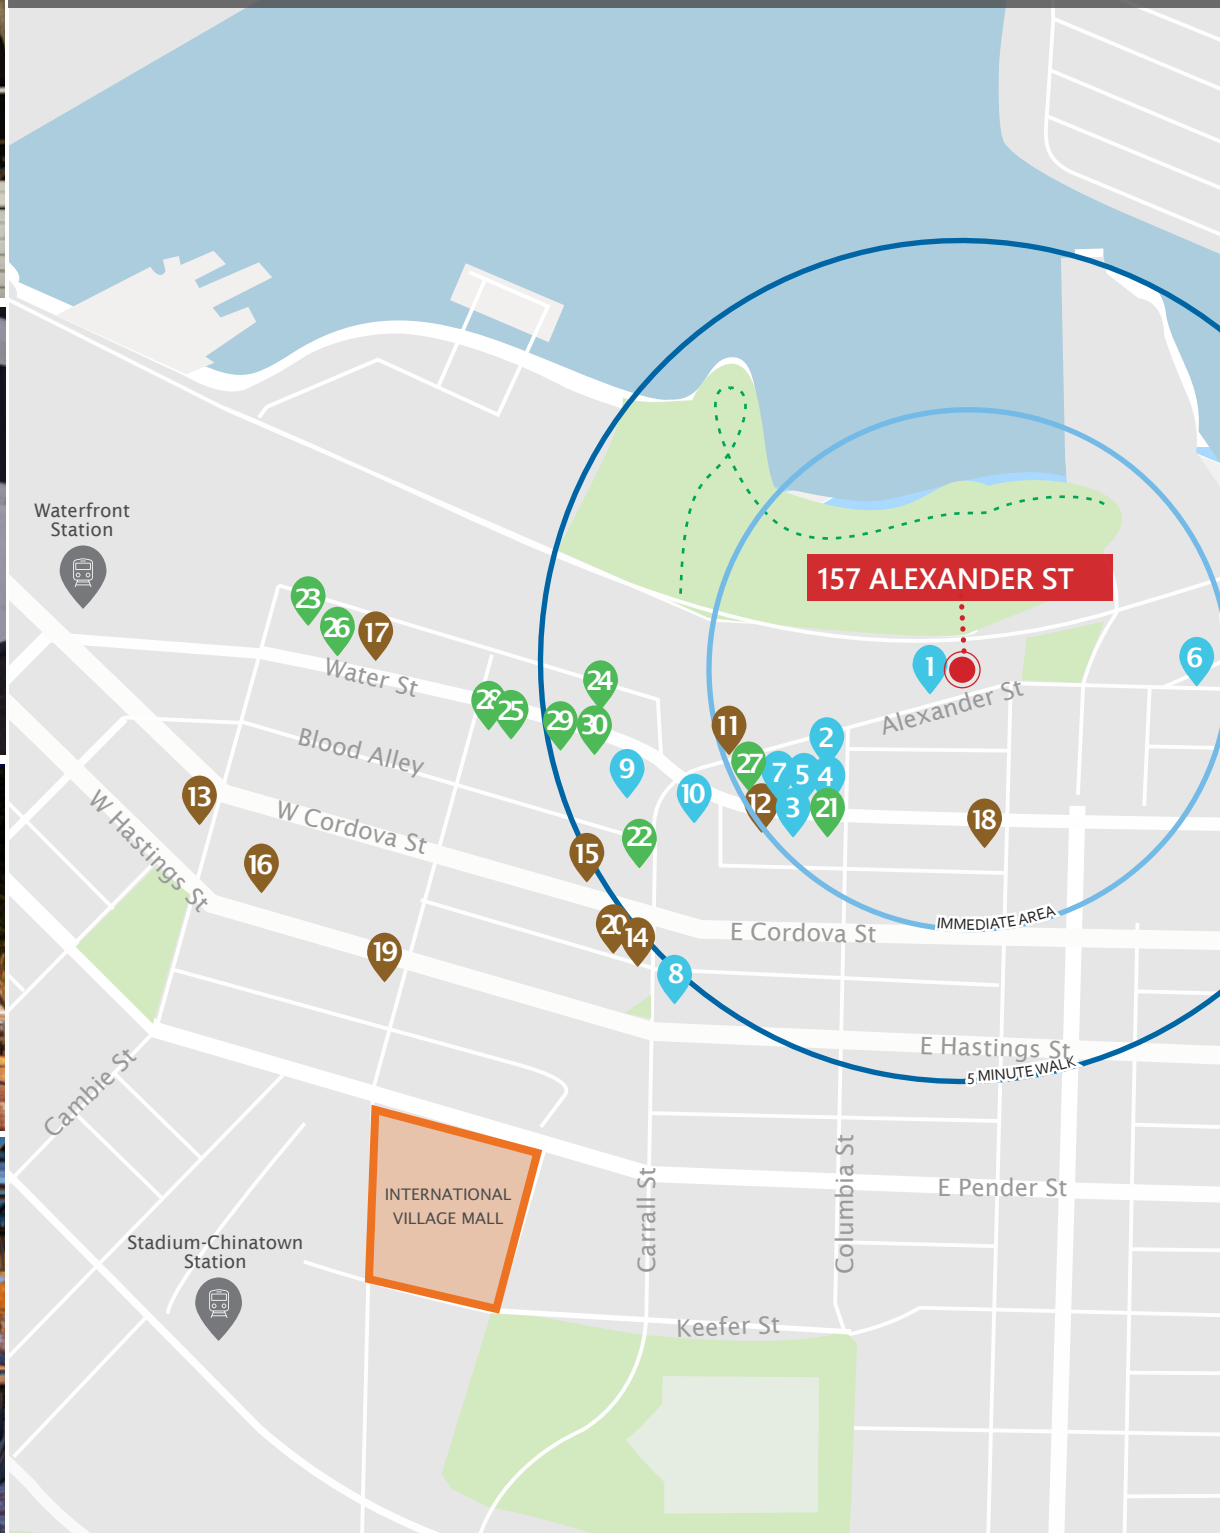 Waterfront
Station
157 ALEXANDER ST
23
26
17
Water St
1
6
Alexander St
24
28
25
29
30
11
2
27
7
5
4
9
10
12
3
21
18
Blood Alley
13
W Hastings St
W Cordova St
22
15
16
20
14
19
8
E Cordova St
IMMEDIATE AREA
E Hastings St
5 MINUTE WALK
Cambie St
INTERNATIONAL
VILLAGE MALL
Carrall St
Columbia St
E Pender St
Stadium-Chinatown
Station
Keefer St